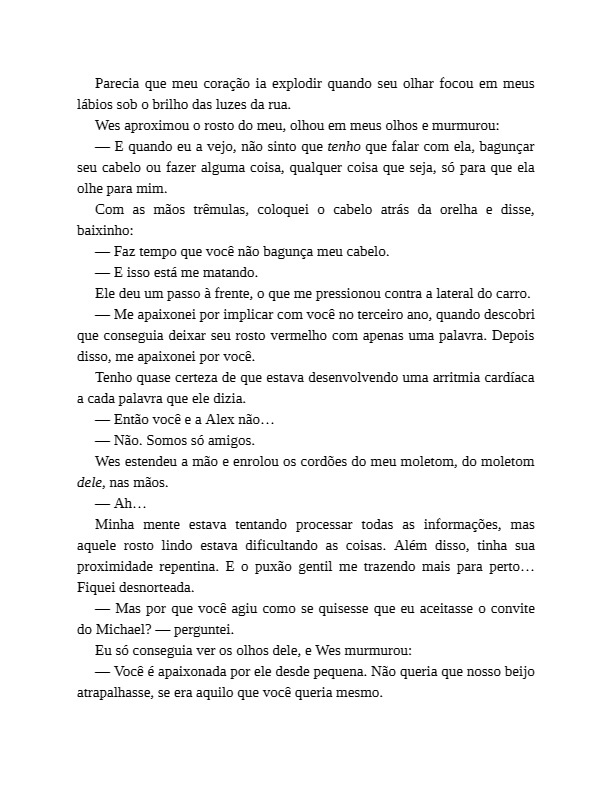 Parecia que meu coração ia explodir quando seu olhar focou em meus
lábios sob o brilho das luzes da rua.
Wes aproximou o rosto do meu, olhou em meus olhos e murmurou:
— E quando eu a vejo, não sinto que tenho que falar com ela, bagunçar
seu cabelo ou fazer alguma coisa, qualquer coisa que seja, só para que ela
olhe para mim.
Com as mãos trêmulas, coloquei o cabelo atrás da orelha e disse,
baixinho:
— Faz tempo que você não bagunça meu cabelo.
— E isso está me matando.
Ele deu um passo à frente, o que me pressionou contra a lateral do carro.
— Me apaixonei por implicar com você no terceiro ano, quando descobri
que conseguia deixar seu rosto vermelho com apenas uma palavra. Depois
disso, me apaixonei por você.
Tenho quase certeza de que estava desenvolvendo uma arritmia cardíaca
a cada palavra que ele dizia.
— Então você e a Alex não…
— Não. Somos só amigos.
Wes estendeu a mão e enrolou os cordões do meu moletom, do moletom
dele, nas mãos.
— Ah…
Minha mente estava tentando processar todas as informações, mas
aquele rosto lindo estava dificultando as coisas. Além disso, tinha sua
proximidade repentina. E o puxão gentil me trazendo mais para perto…
Fiquei desnorteada.
— Mas por que você agiu como se quisesse que eu aceitasse o convite
do Michael? — perguntei.
Eu só conseguia ver os olhos dele, e Wes murmurou:
— Você é apaixonada por ele desde pequena. Não queria que nosso beijo
atrapalhasse, se era aquilo que você queria mesmo.